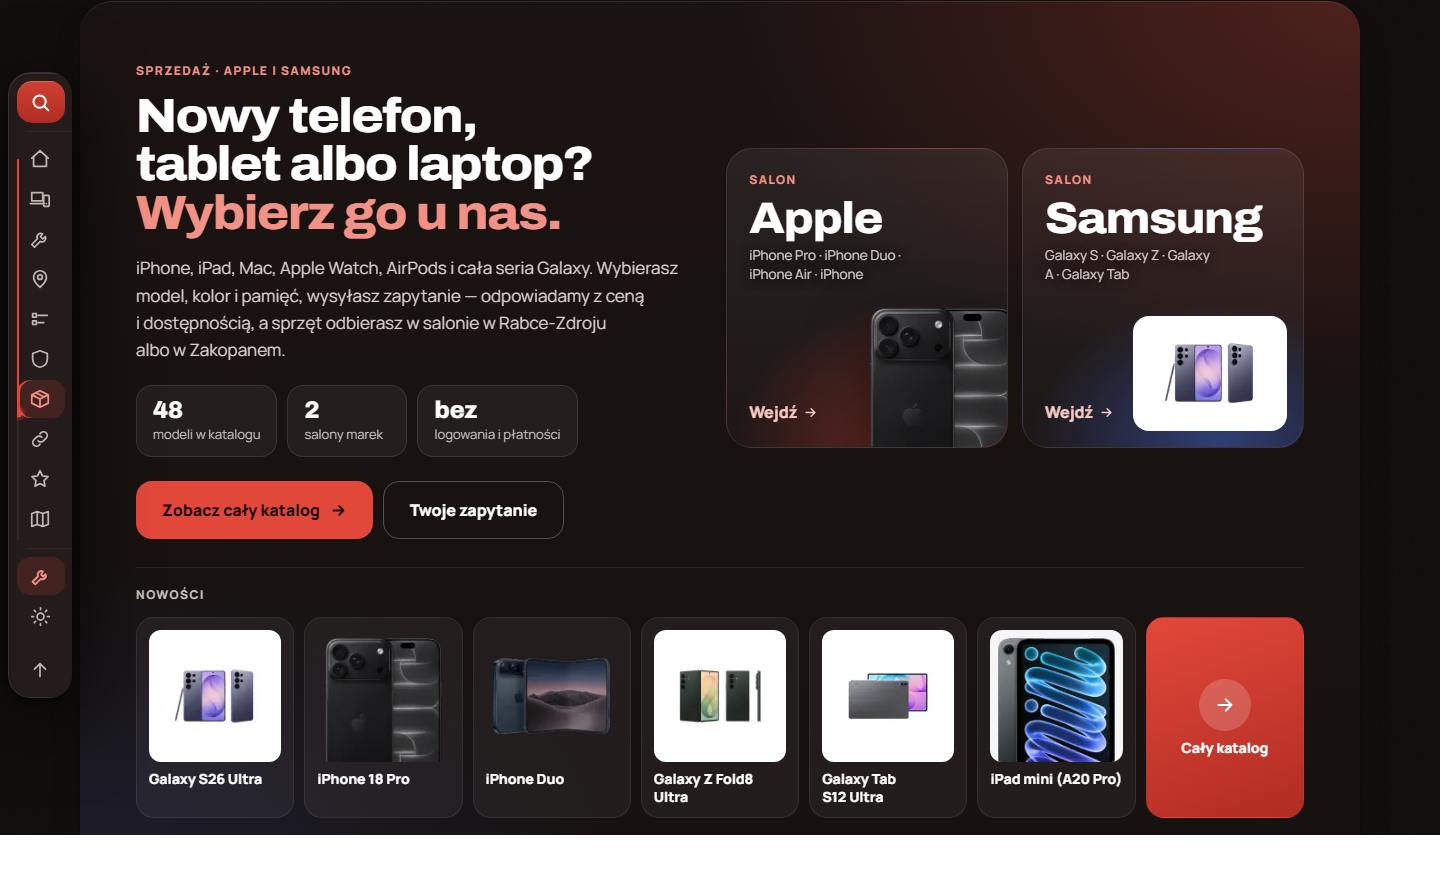 SPRZEDAŻ · APPLE I SAMSUNG
Nowy telefon,
tablet albo laptop?
Wybierz go u nas.
iPhone, iPad, Mac, Apple Watch, AirPods i cała seria Galaxy. Wybierasz
model, kolor i pamięć, wysyłasz zapytanie — odpowiadamy z ceną
i dostępnością, a sprzęt odbierasz w salonie w Rabce-Zdroju
albo w Zakopanem.
48
modeli w katalogu
2
salony marek
bez
logowania i płatności
Zobacz cały katalog →
Twoje zapytanie
SALON
Apple
iPhone Pro · iPhone Duo ·
iPhone Air · iPhone
Wejdź →
SALON
Samsung
Galaxy S · Galaxy Z · Galaxy
A · Galaxy Tab
Wejdź →
NOWOŚCI
Galaxy S26 Ultra
iPhone 18 Pro
iPhone Duo
Galaxy Z Fold8
Ultra
Galaxy Tab
S12 Ultra
iPad mini (A20 Pro)
Cały katalog